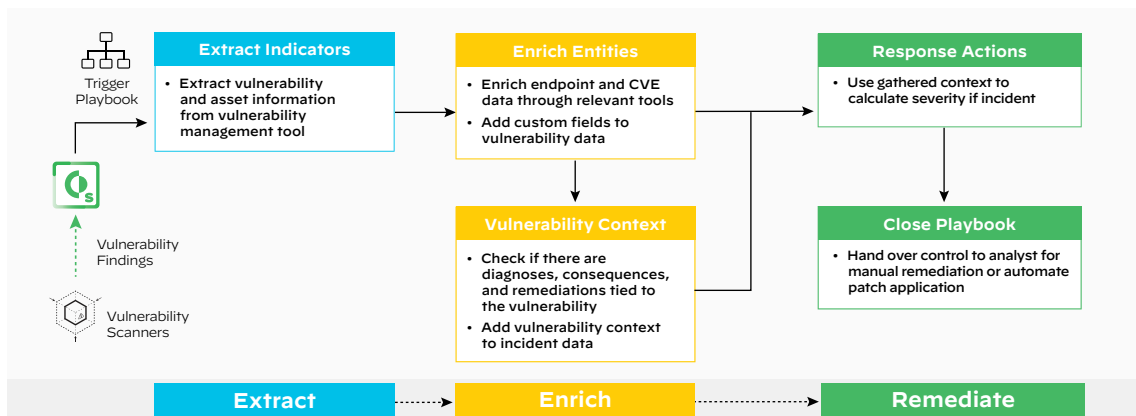 Trigger
Playbook
S
Vulnerability
Findings
Vulnerability
Scanners
Extract Indicators
• Extract vulnerability
and asset information
from vulnerability
management tool
Enrich Entities
• Enrich endpoint and CVE
data through relevant tools
• Add custom fields to
vulnerability data
Vulnerability Context
• Check if there are
diagnoses, consequences,
and remediations tied to
the vulnerability
• Add vulnerability context
to incident data
Response Actions
• Use gathered context to
calculate severity if incident
Close Playbook
• Hand over control to analyst for
manual remediation or automate
patch application
Extract
Enrich
Remediate